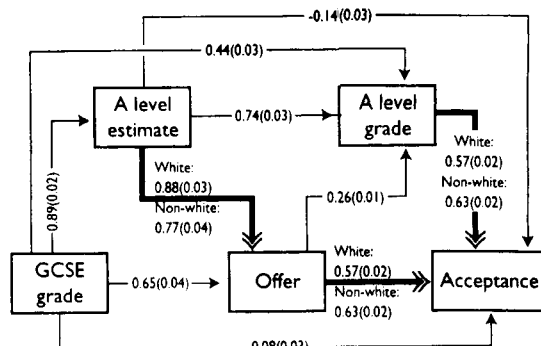 -0.14(0.03)
0.44(0.03)
A level
estimate
0.74(0.03)
A level
grade
White:
0.57(0.02)
Non-white:
0.63(0.02)
0.89(0.02)
White:
0.88(0.03)
Non-white:
0.77(0.04)
0.26(0.01)
GCSE
grade
0.65(0.04)
Offer
White:
0.57(0.02)
Non-white:
0.63(0.02)
Acceptance